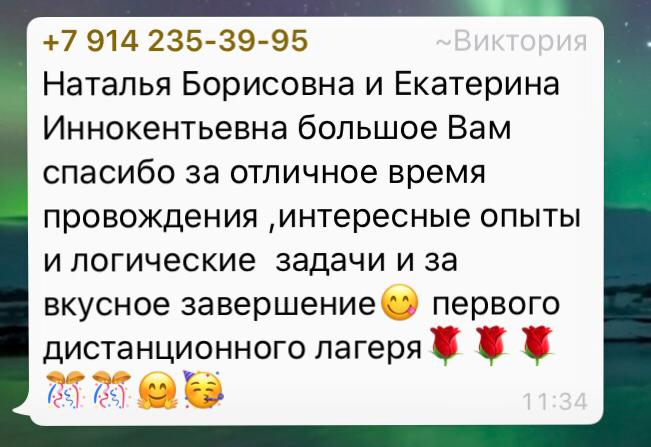 +7 914 235-39-95 ~Виктория
Наталья Борисовна и Екатерина
Иннокентьевна большое Вам
спасибо за отличное время
провождения ,интересные опыты
и логические  задачи и за
вкусное завершение😋 первого
дистанционного лагеря🌹🌹🌹
🎊🎊🤗🥳 11:34